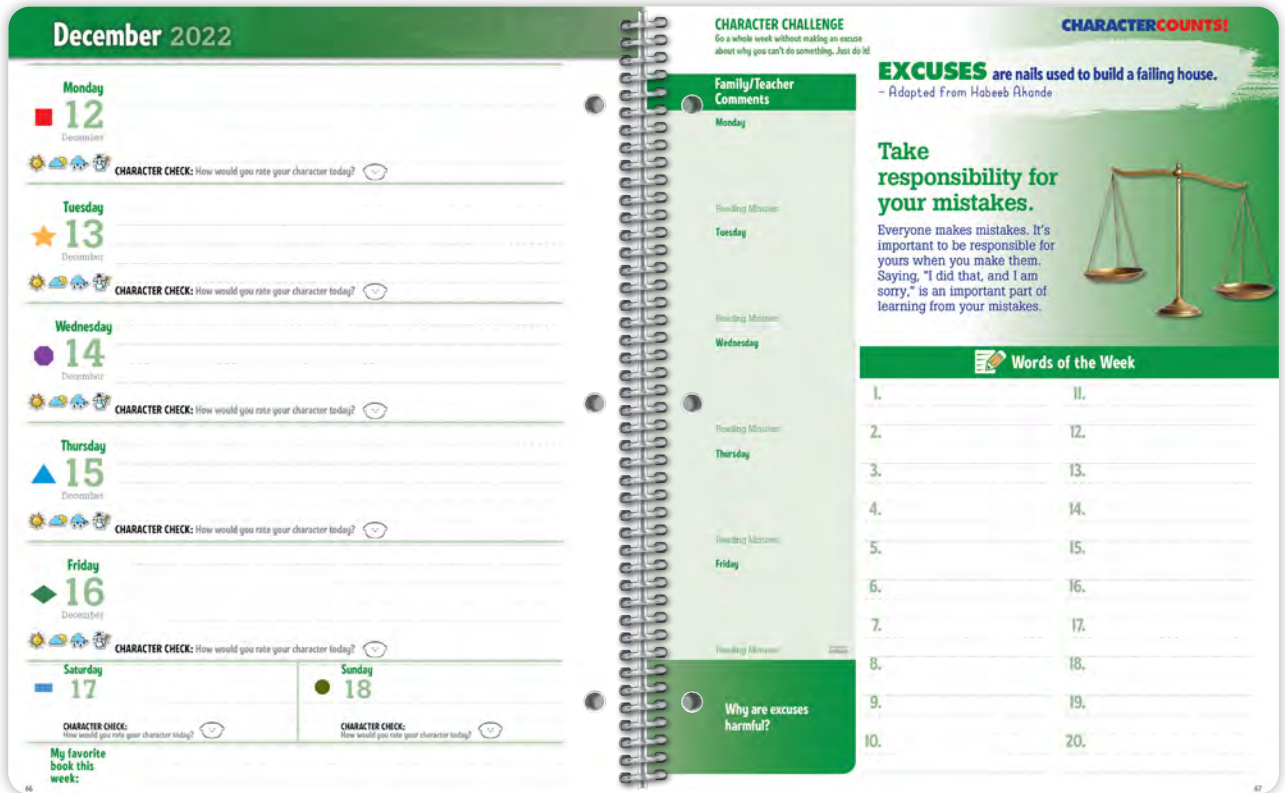 December 2022
Monday
12
December
CHARACTER CHECK: How would you rate your character today?
Tuesday
13
December
CHARACTER CHECK: How would you rate your character today?
Wednesday
14
December
CHARACTER CHECK: How would you rate your character today?
Thursday
15
December
CHARACTER CHECK: How would you rate your character today?
Friday
16
December
CHARACTER CHECK: How would you rate your character today?
Saturday
17
CHARACTER CHECK:
How would you rate your character today?
Sunday
18
CHARACTER CHECK:
How would you rate your character today?
My favorite
book this
week:
66
CHARACTER CHALLENGE
Go a whole week without making an excuse
about why you can't do something. Just do it!
Family/Teacher
Comments
Monday
Reading Minutes:
Tuesday
Reading Minutes:
Wednesday
Reading Minutes:
Thursday
Reading Minutes:
Friday
Reading Minutes:
Why are excuses
harmful?
CHARACTERCOUNTS!
EXCUSES are nails used to build a failing house.
– Adapted from Habeeb Akande
Take
responsibility for
your mistakes.
Everyone makes mistakes. It's
important to be responsible for
yours when you make them.
Saying, "I did that, and I am
sorry," is an important part of
learning from your mistakes.
Words of the Week
1.
2.
3.
4.
5.
6.
7.
8.
9.
10.
11.
12.
13.
14.
15.
16.
17.
18.
19.
20.
67